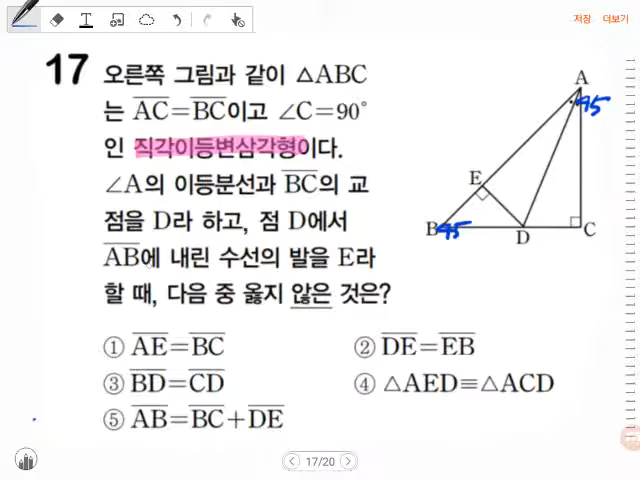 저장 더보기
17 오른쪽 그림과 같이 △ABC
는 AC=BC이고 ∠C=90°
인 직각이등변삼각형이다.
∠A의 이등분선과 BC의 교
점을 D라 하고, 점 D에서
AB에 내린 수선의 발을 E라
할 때, 다음 중 옳지 않은 것은?
A
45
E
B 45
D
C
① AE=BC ② DE=EB
③ BD=CD ④ △AED≡△ACD
⑤ AB=BC+DE
17/20